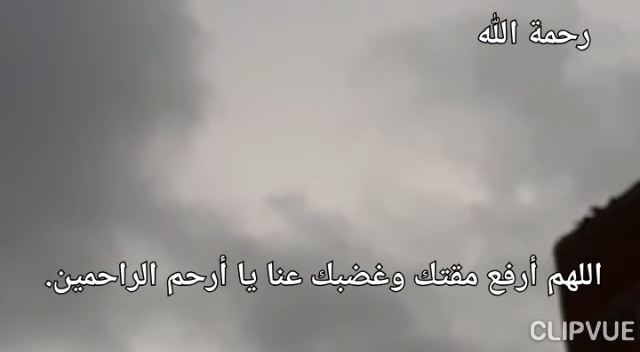 رحمة الله
اللهم أرفع مقتك وغضبك عنا يا أرحم الراحمين.
CLIPVUE